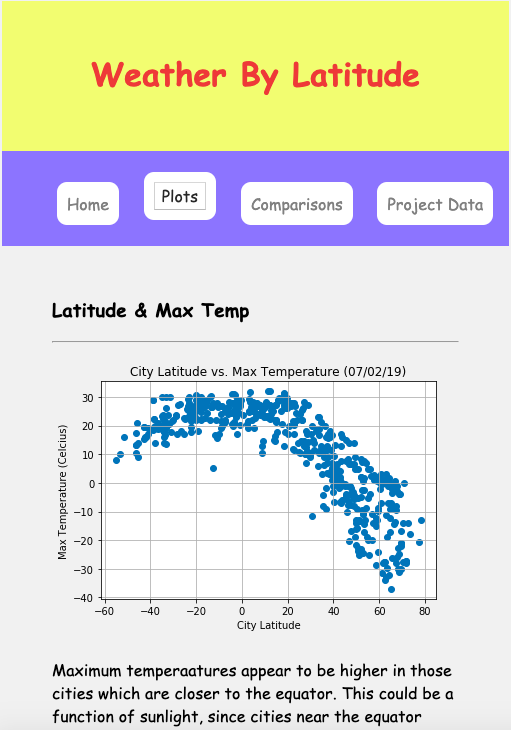 Weather By Latitude
Home
Plots
Comparisons
Project Data
Latitude & Max Temp
City Latitude vs. Max Temperature (07/02/19)
30
20
10
0
−10
−20
−30
−40
Max Temperature (Celcius)
−60 −40 −20 0 20 40 60 80
City Latitude
Maximum temperaatures appear to be higher in those
cities which are closer to the equator. This could be a
function of sunlight, since cities near the equator